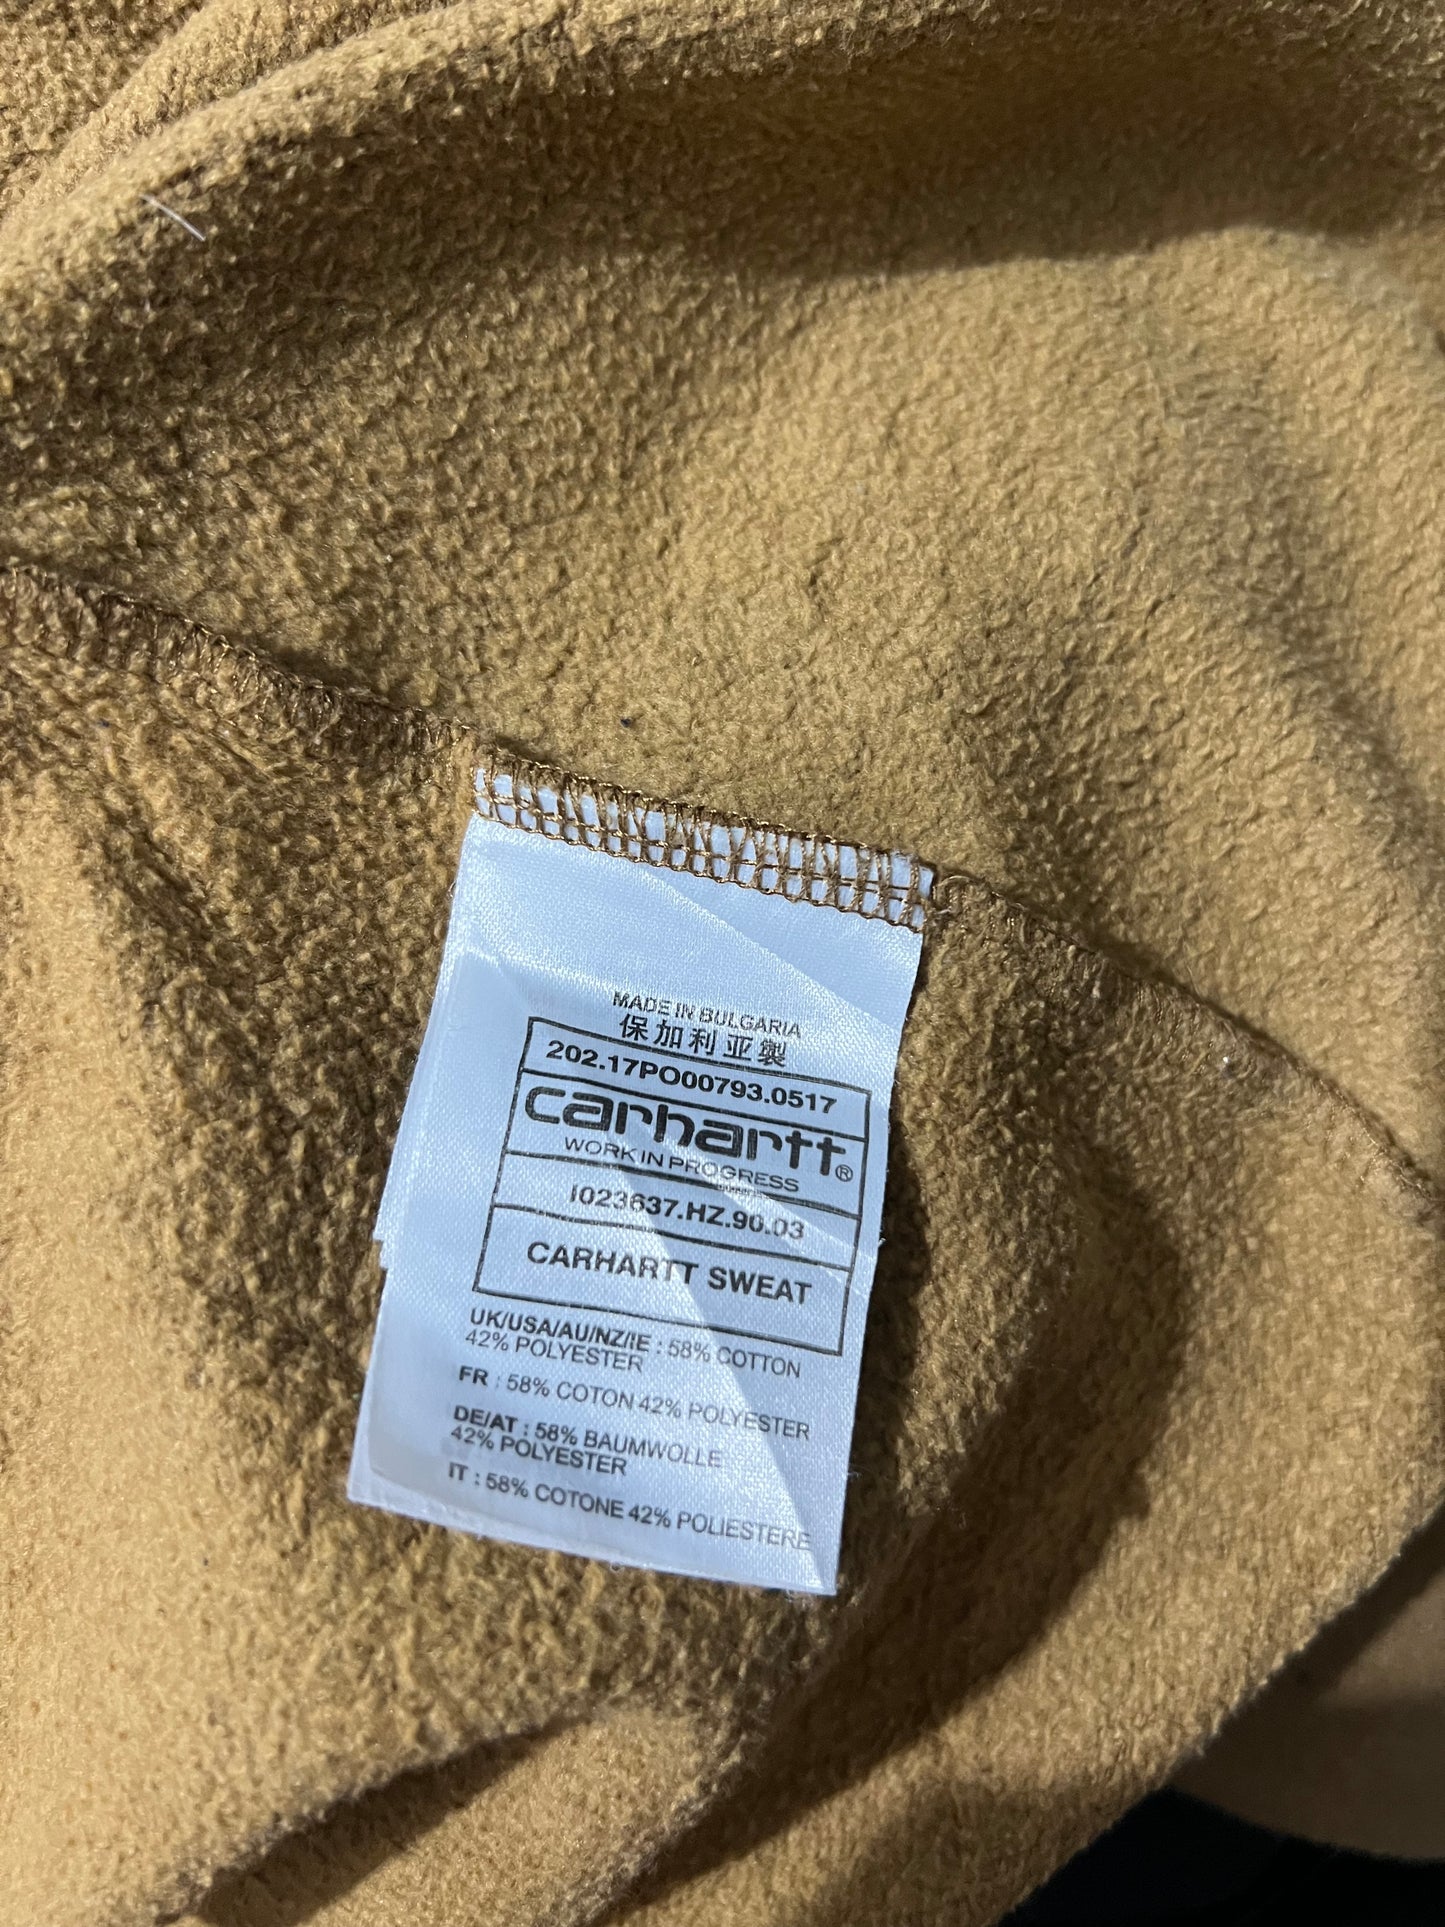 MADE IN BULGARIA
保加利亚製
202.17PO00793.0517
carhartt®
WORK IN PROGRESS
I023637.HZ.90.03
CARHARTT SWEAT
UK/USA/AU/NZ/IE : 58% COTTON
42% POLYESTER
FR : 58% COTON 42% POLYESTER
DE/AT : 58% BAUMWOLLE
42% POLYESTER
IT : 58% COTONE 42% POLIESTERE